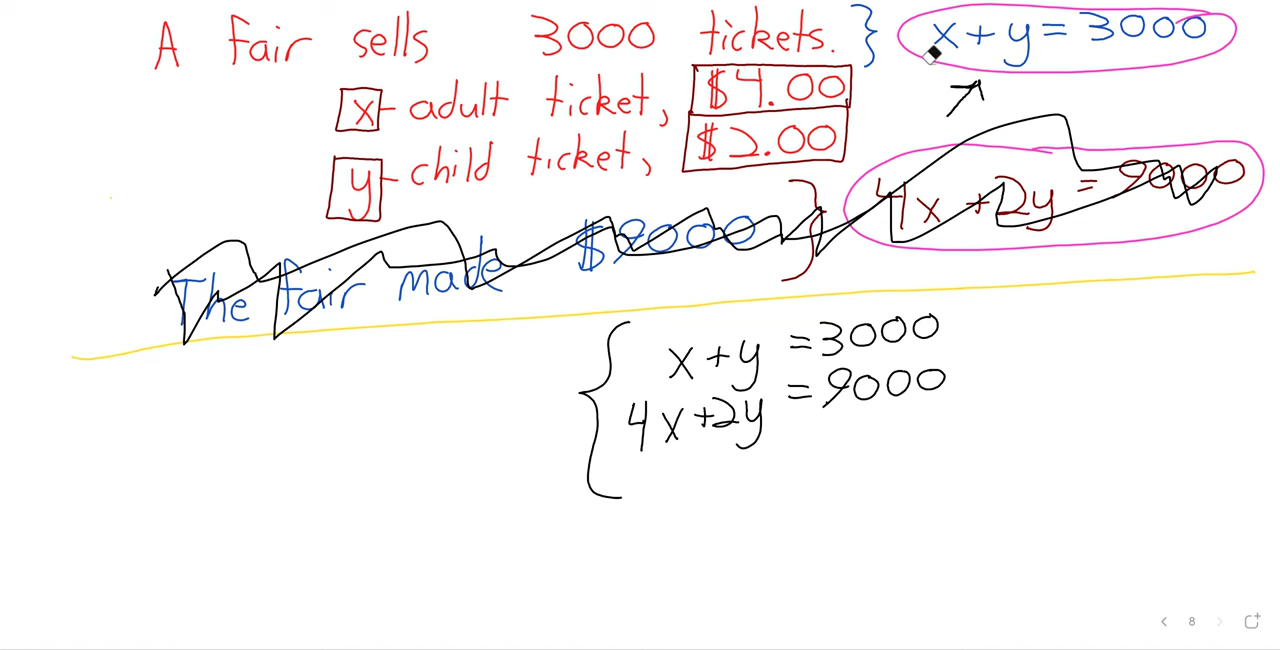 A fair sells 3000 tickets. } x + y = 3000
x - adult ticket, $4.00
y - child ticket, $2.00
The fair made $9000 } 4x + 2y = 9000
x + y = 3000
4x + 2y = 9000
8